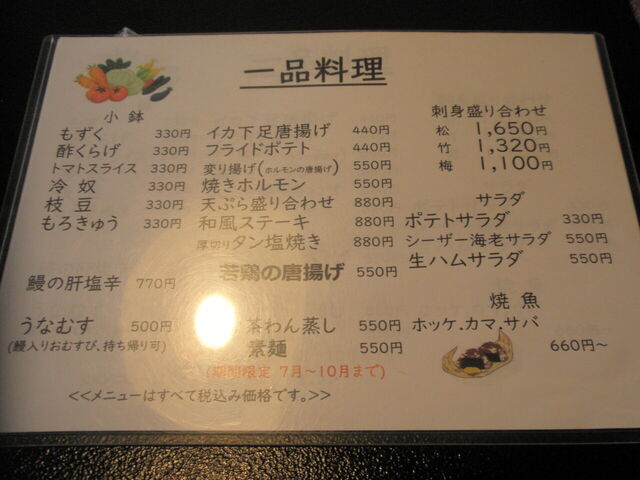 一品料理
小鉢
もずく 330円
酢くらげ 330円
トマトスライス 330円
冷奴 330円
枝豆 330円
もろきゅう 330円
鰻の肝塩辛 770円
うなむす 500円
(鰻入りおむすび、持ち帰り可)
イカ下足唐揚げ 440円
フライドポテト 440円
変り揚げ(ホルモンの唐揚げ) 550円
焼きホルモン 550円
天ぷら盛り合わせ 880円
和風ステーキ 880円
厚切りタン塩焼き 880円
若鶏の唐揚げ 550円
茶わん蒸し 550円
素麺 550円
(期間限定 7月~10月まで)
刺身盛り合わせ
松 1,650円
竹 1,320円
梅 1,100円
サラダ
ポテトサラダ 330円
シーザー海老サラダ 550円
生ハムサラダ 550円
焼魚
ホッケ.カマ.サバ
660円~
<<メニューはすべて税込み価格です。>>